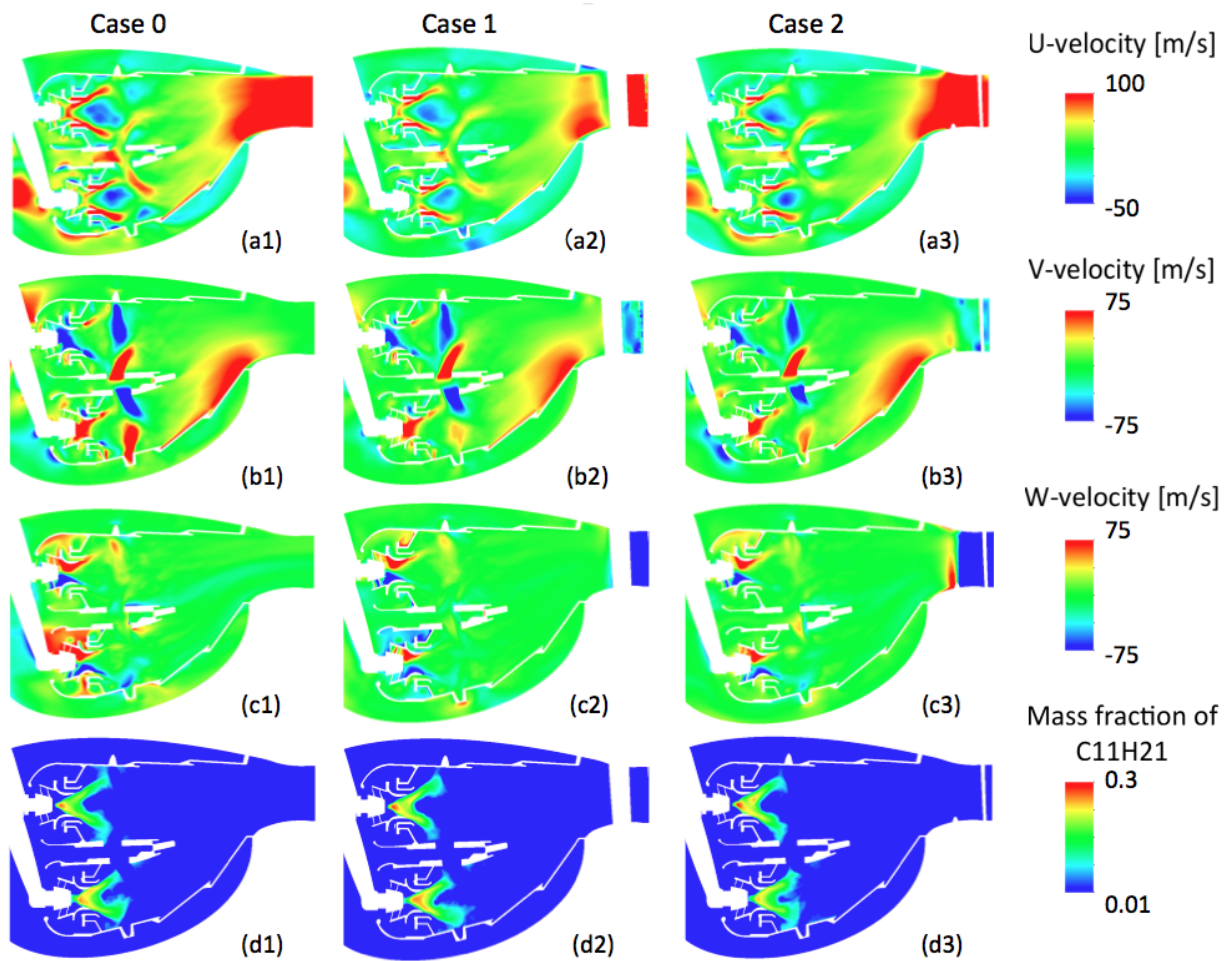 Case 0
Case 1
Case 2
U-velocity [m/s]
100
-50
(a1)
(a2)
(a3)
V-velocity [m/s]
75
-75
(b1)
(b2)
(b3)
W-velocity [m/s]
75
-75
(c1)
(c2)
(c3)
Mass fraction of
C11H21
0.3
0.01
(d1)
(d2)
(d3)